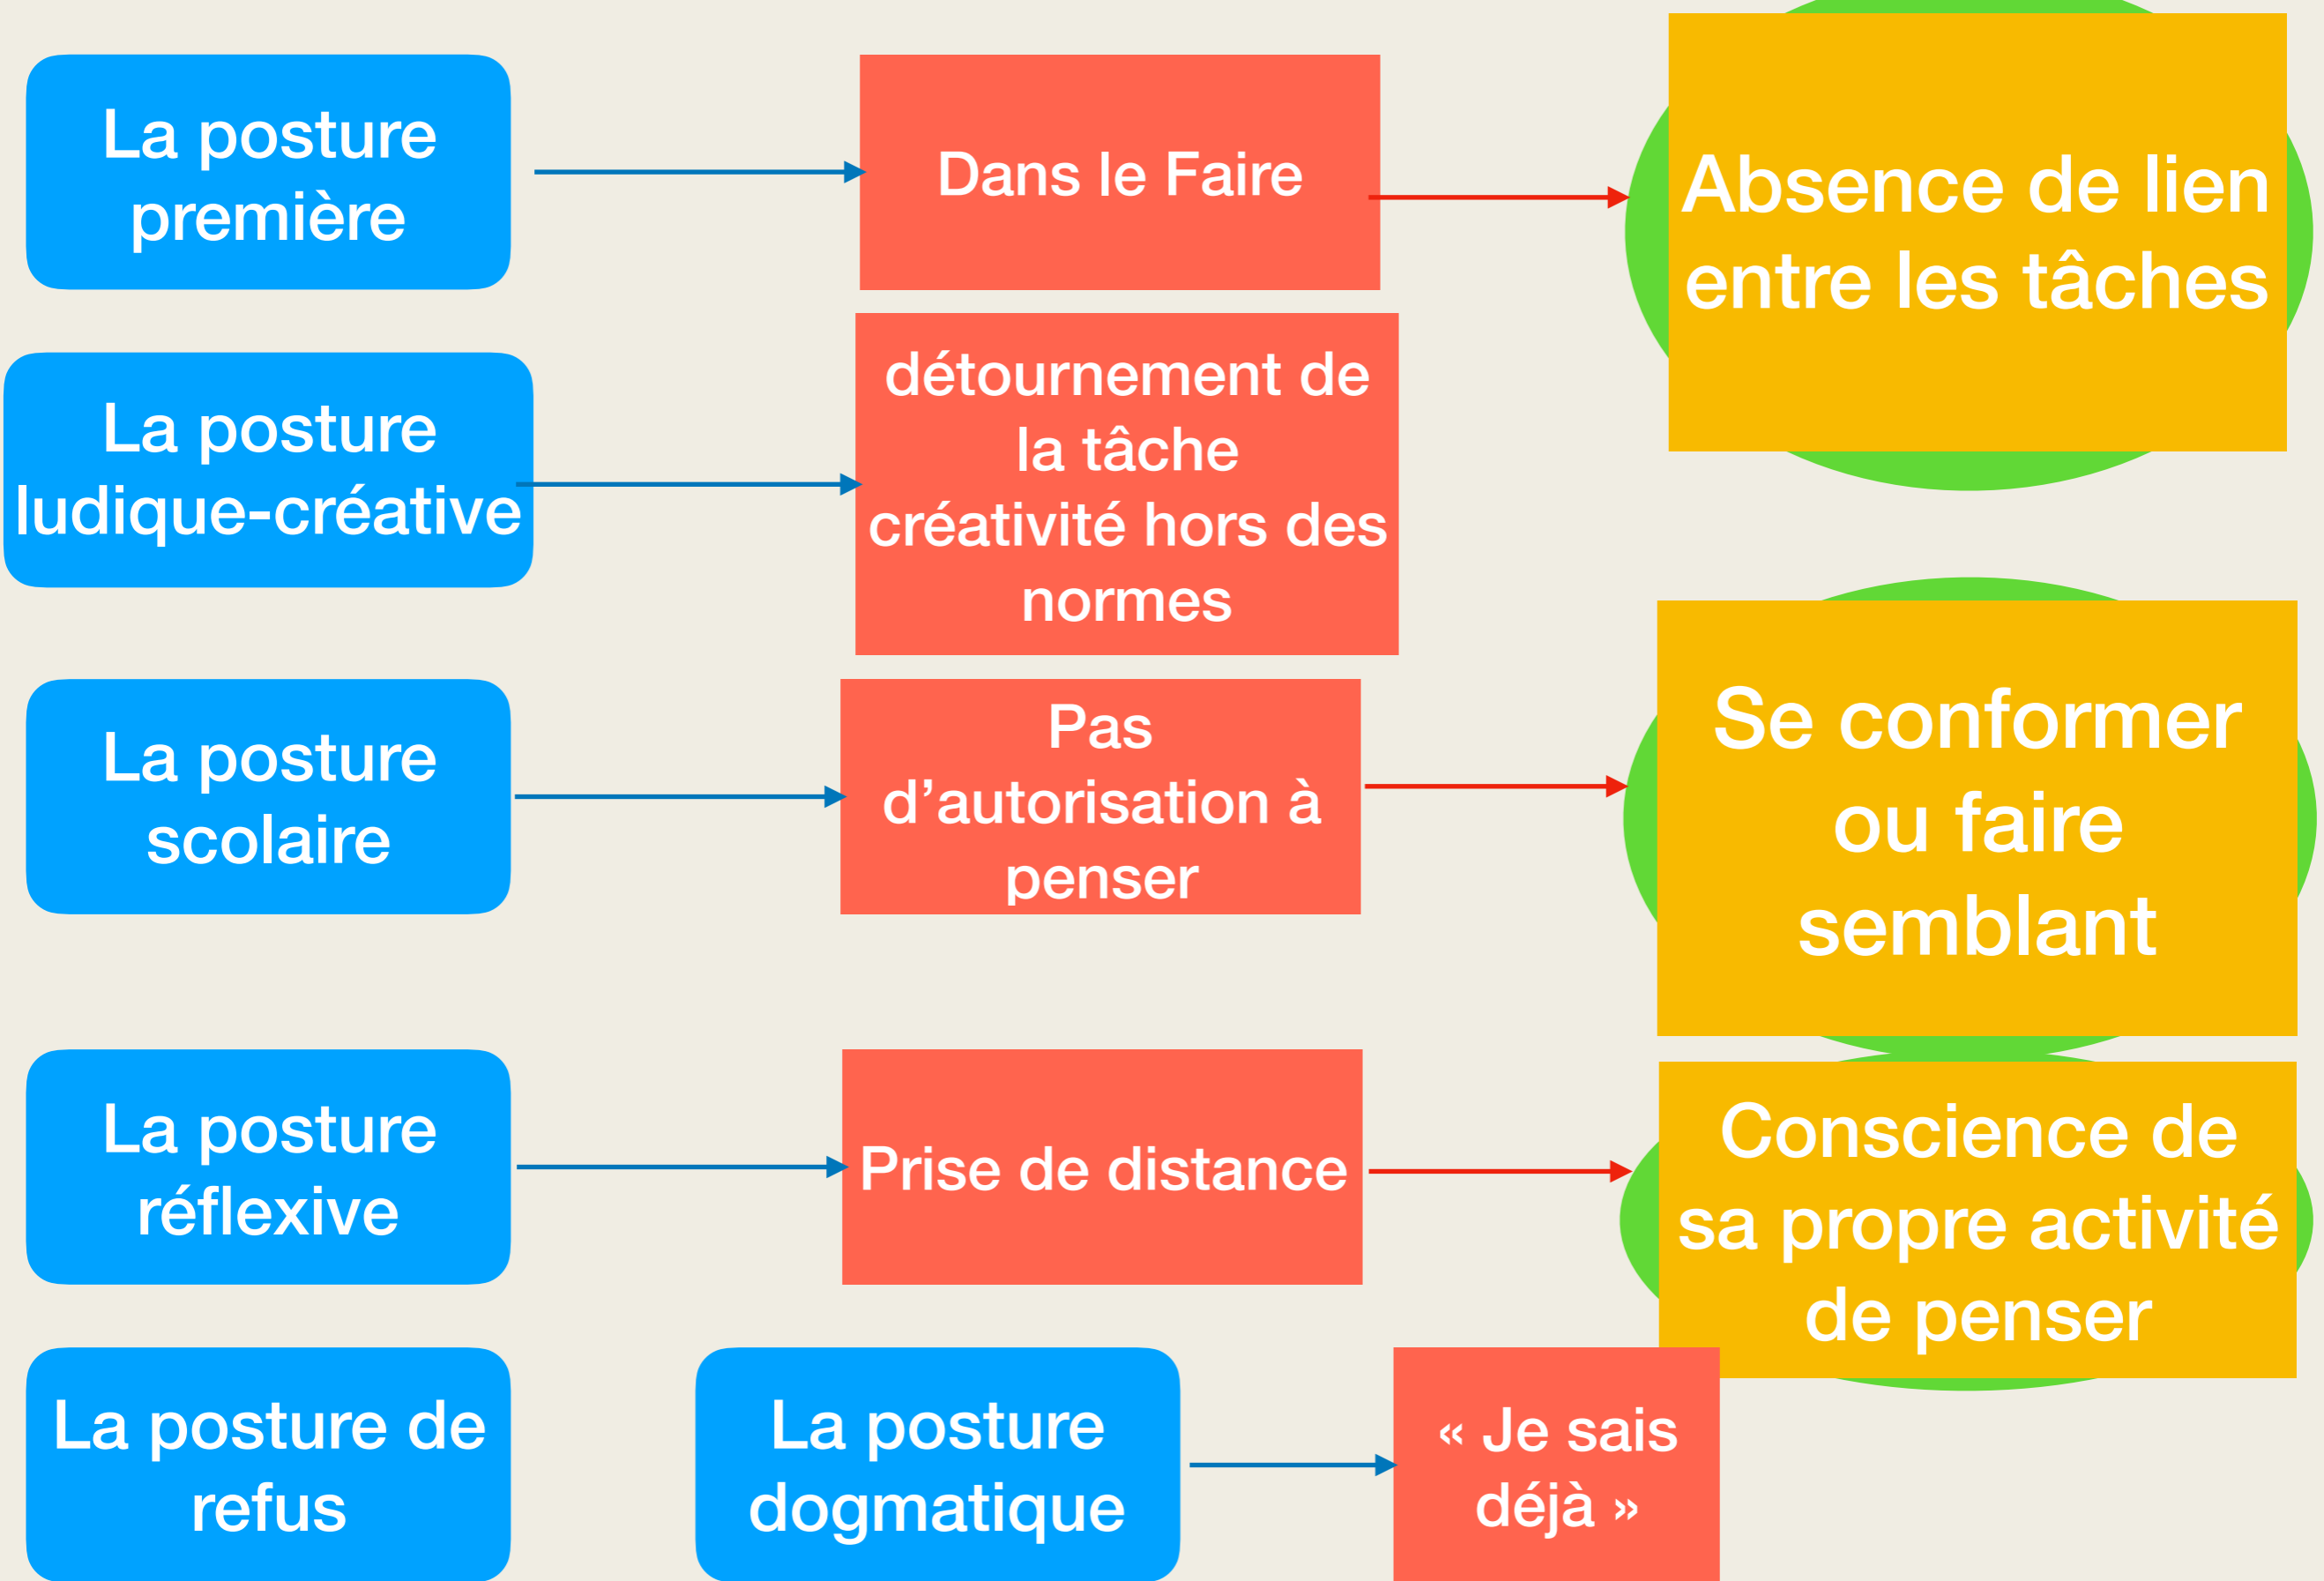 La posture
première
Dans le Faire
Absence de lien
entre les tâches
La posture
ludique-créative
détournement de
la tâche
créativité hors des
normes
La posture
scolaire
Pas
d’autorisation à
penser
Se conformer
ou faire
semblant
La posture
réflexive
Prise de distance
Conscience de
sa propre activité
de penser
La posture de
refus
La posture
dogmatique
« Je sais
déjà »